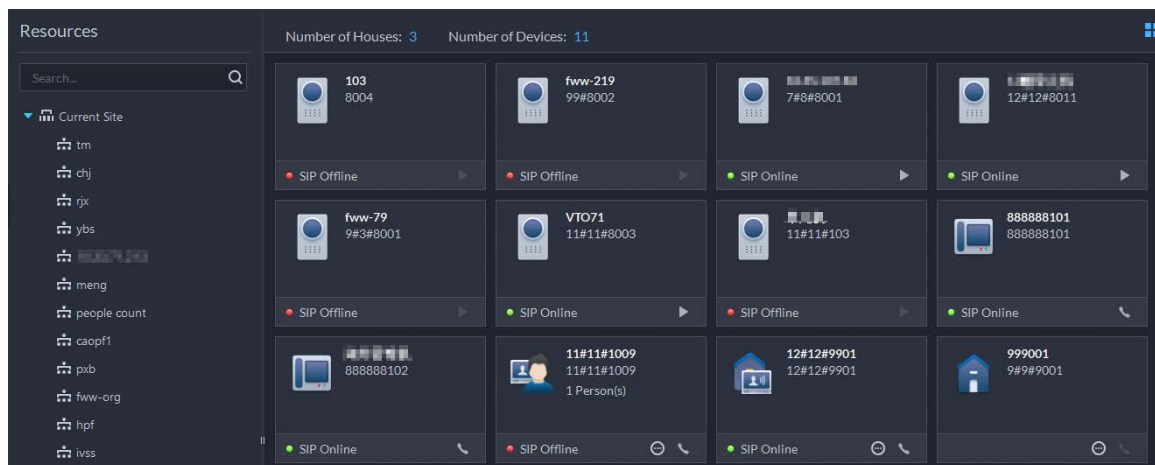 Resources
Search...
Current Site
tm
chj
rjx
ybs
meng
people count
caopf1
pxb
fww-org
hpf
ivss
Number of Houses: 3 Number of Devices: 11
103
8004
SIP Offline
fww-219
99#8002
SIP Offline
7#8#8001
SIP Online
12#12#8011
SIP Online
fww-79
9#3#8001
SIP Offline
VTO71
11#11#8003
SIP Online
11#11#103
SIP Offline
888888101
888888101
SIP Online
888888102
SIP Online
11#11#1009
11#11#1009
1 Person(s)
SIP Offline
12#12#9901
12#12#9901
SIP Online
999001
9#9#9001